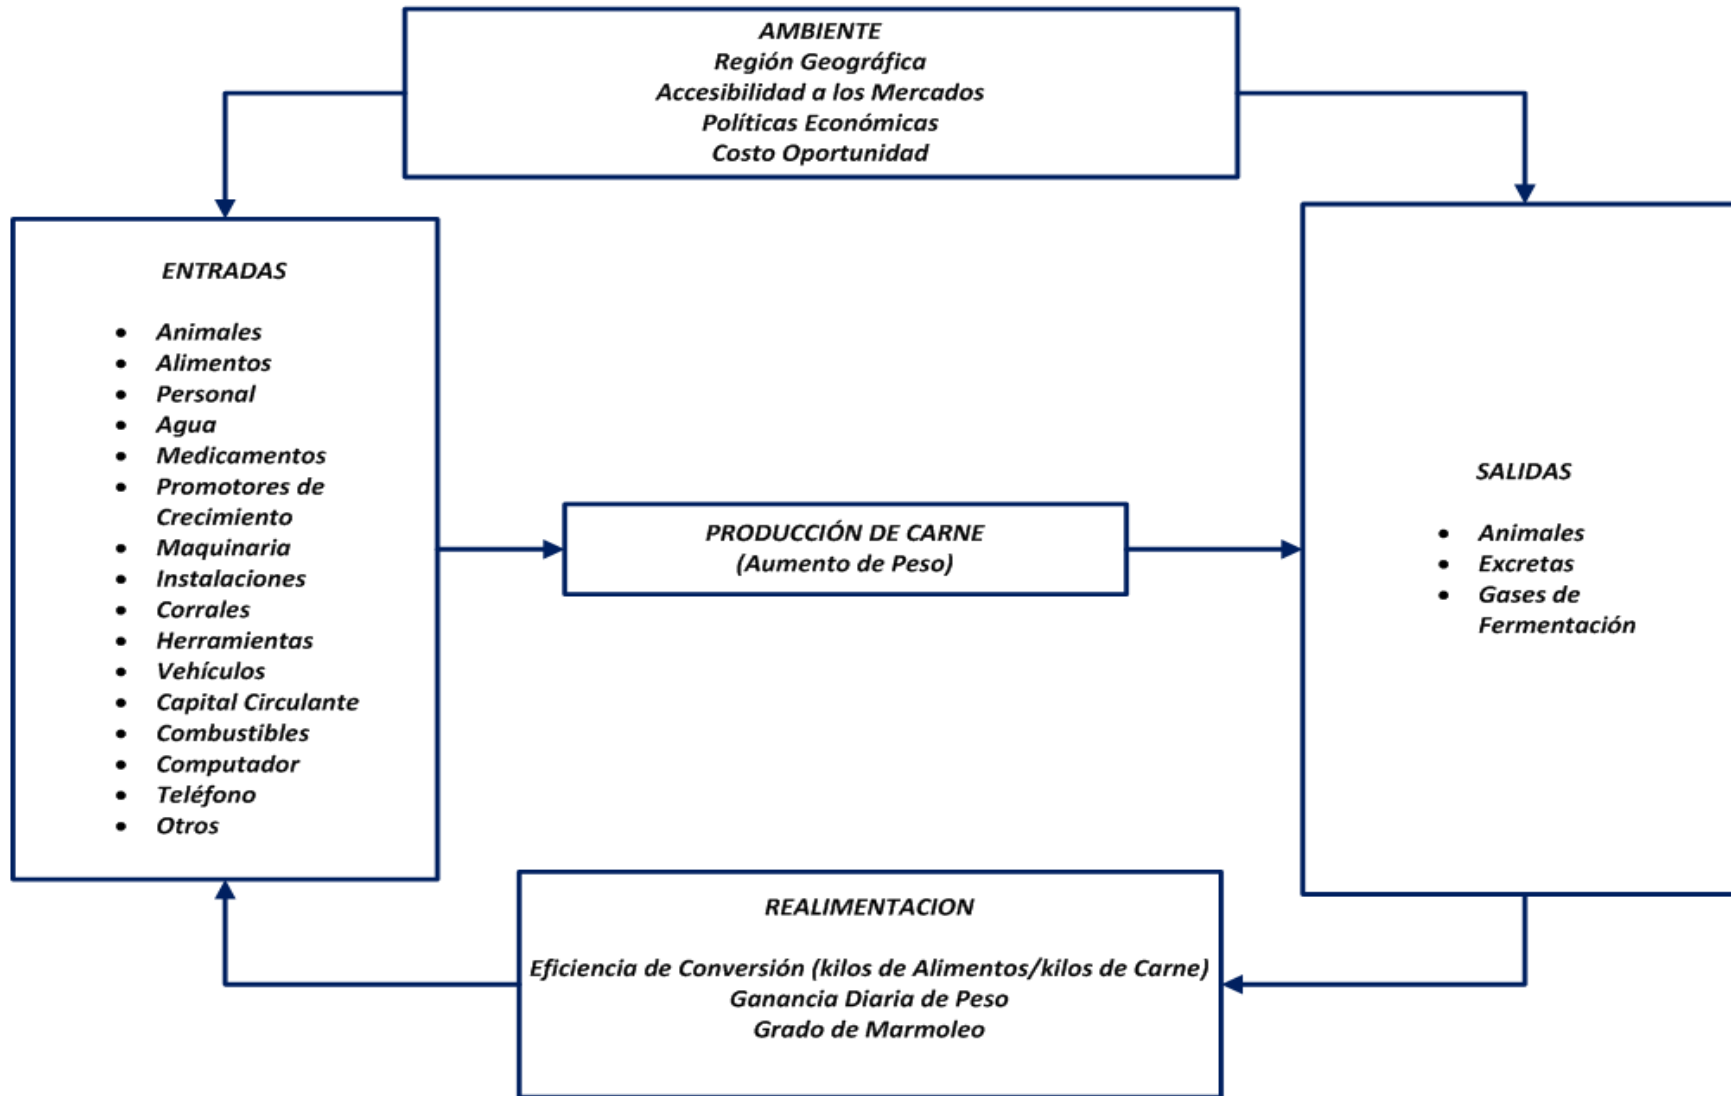 AMBIENTE
Región Geográfica
Accesibilidad a los Mercados
Políticas Económicas
Costo Oportunidad
ENTRADAS
• Animales
• Alimentos
• Personal
• Agua
• Medicamentos
• Promotores de
Crecimiento
• Maquinaria
• Instalaciones
• Corrales
• Herramientas
• Vehículos
• Capital Circulante
• Combustibles
• Computador
• Teléfono
• Otros
PRODUCCIÓN DE CARNE
(Aumento de Peso)
SALIDAS
• Animales
• Excretas
• Gases de
Fermentación
REALIMENTACION
Eficiencia de Conversión (kilos de Alimentos/kilos de Carne)
Ganancia Diaria de Peso
Grado de Marmoleo